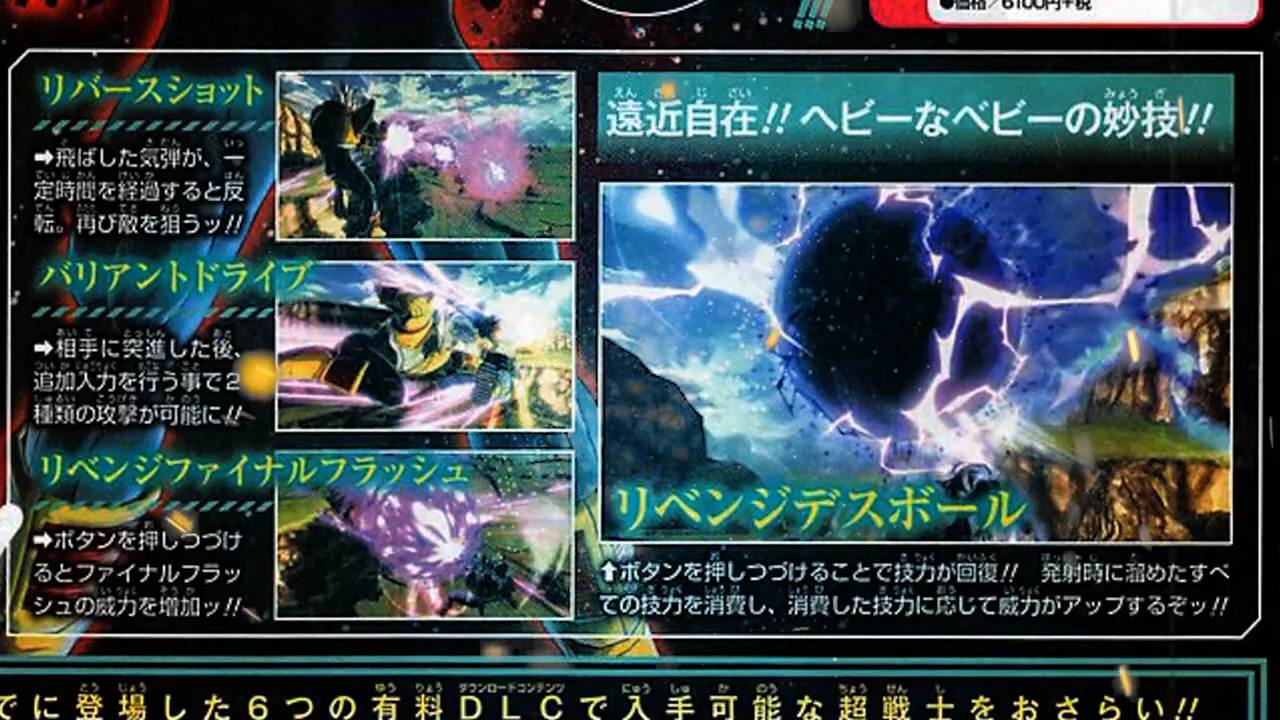 ●価格／6100円+税
リバースショット
➡飛ばした気弾が、一
定時間を経過すると反
転。再び敵を狙うッ!!
バリアントドライブ
➡相手に突進した後、
追加入力を行う事で2
種類の攻撃が可能に!!
リベンジファイナルフラッシュ
➡ボタンを押しつづけ
るとファイナルフラッ
シュの威力を増加ッ!!
遠近自在!! ヘビーなベビーの妙技!!
リベンジデスボール
⬆ボタンを押しつづけることで技力が回復!! 発射時に溜めたすべ
ての技力を消費し、消費した技力に応じて威力がアップするぞッ!!
でに登場した6つの有料DLCで入手可能な超戦士をおさらい!!